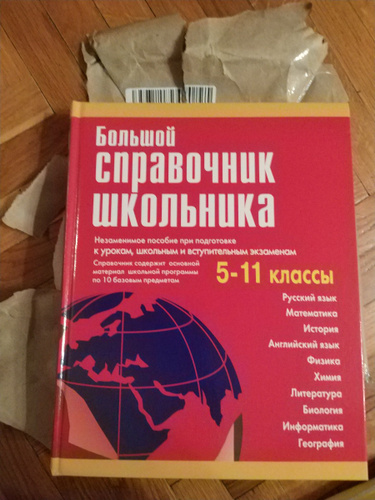 Большой
справочник
школьника
Незаменимое пособие при подготовке
к урокам, школьным и вступительным экзаменам
Справочник содержит основной
материал школьной программы
по 10 базовым предметам
5-11 классы
Русский язык
Математика
История
Английский язык
Физика
Химия
Литература
Биология
Информатика
География